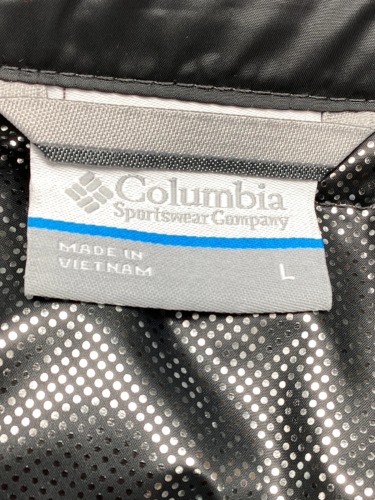 Columbia
Sportswear Company
MADE IN
VIETNAM
L